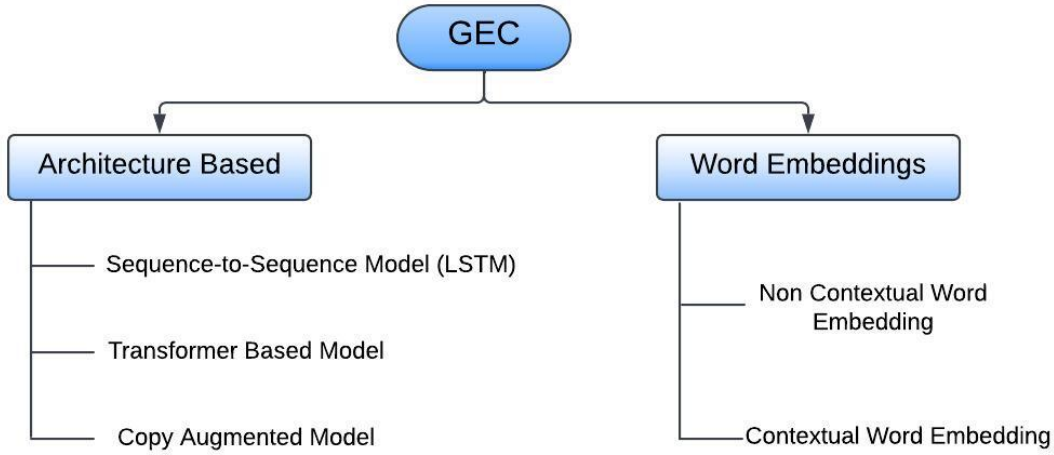 GEC
Architecture Based
Word Embeddings
Sequence-to-Sequence Model (LSTM)
Transformer Based Model
Copy Augmented Model
Non Contextual Word
Embedding
Contextual Word Embedding